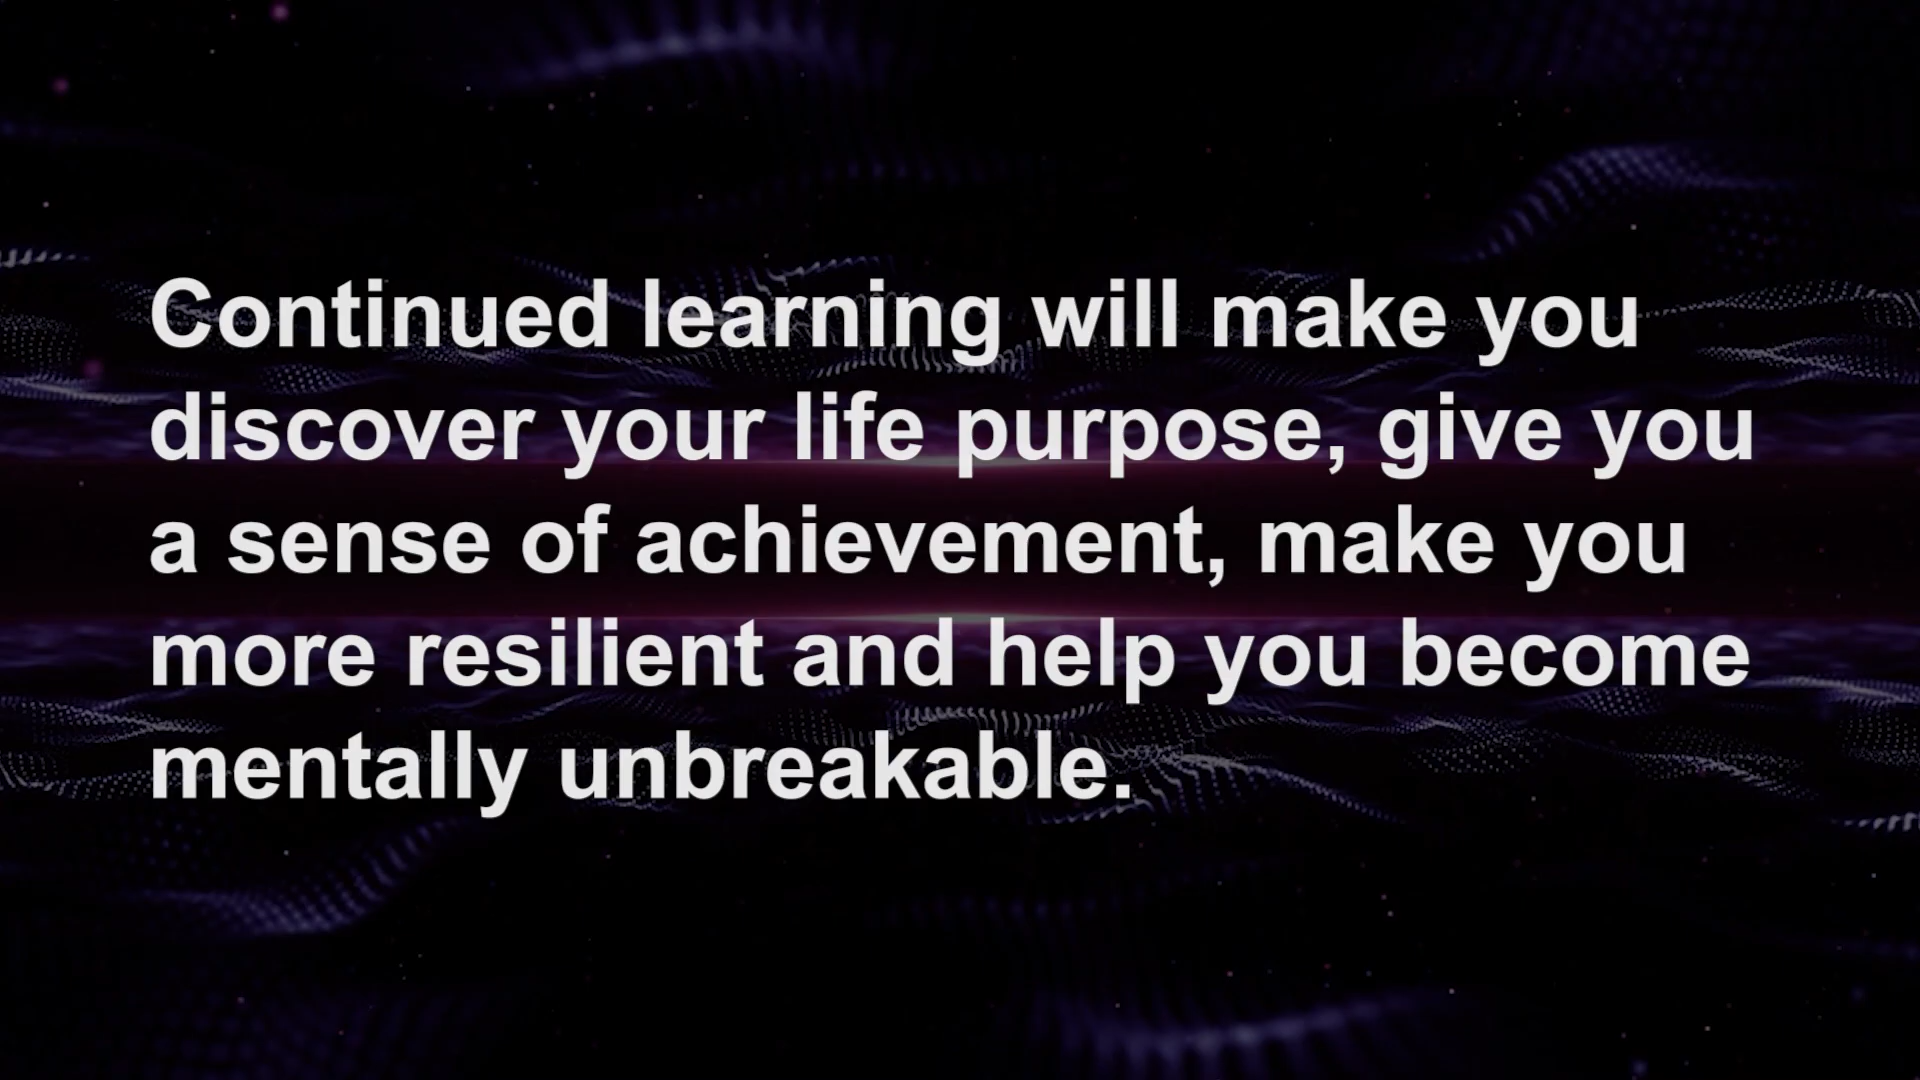 Continued learning will make you
discover your life purpose, give you
a sense of achievement, make you
more resilient and help you become
mentally unbreakable.